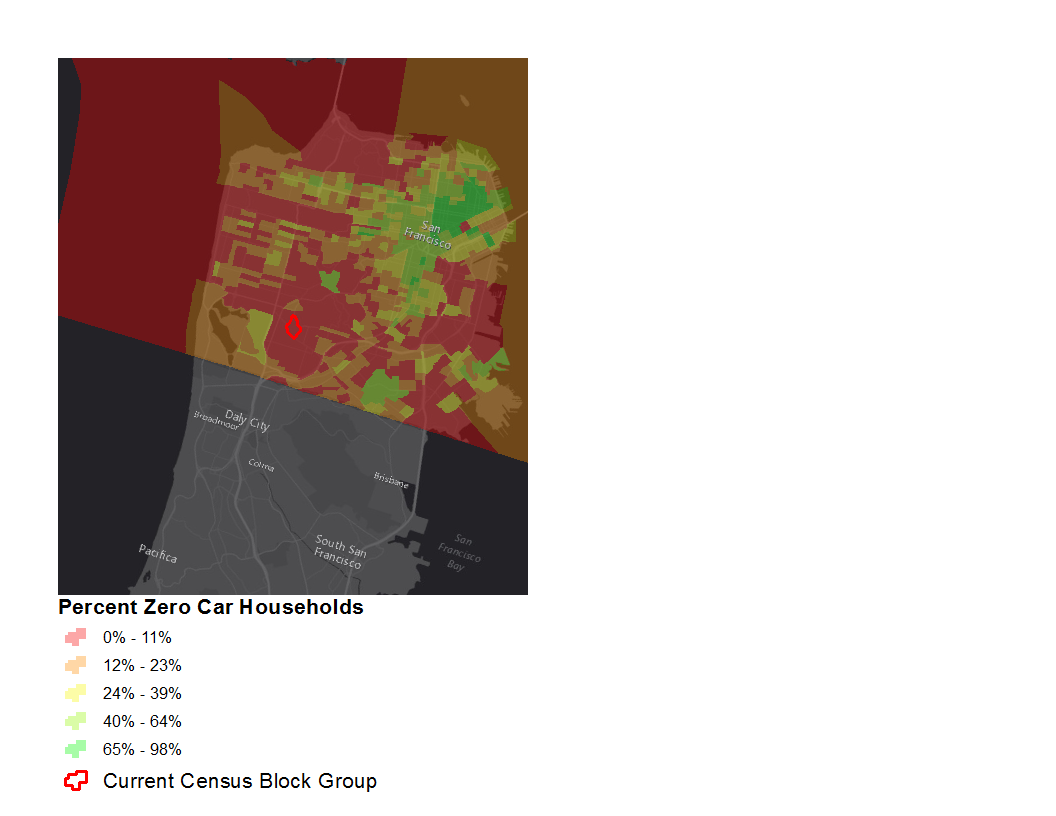 San
Francisco
Daly City
Broadmoor
Colma
Brisbane
South San
Francisco
San
Francisco
Bay
Pacifica
Percent Zero Car Households
0% - 11%
12% - 23%
24% - 39%
40% - 64%
65% - 98%
Current Census Block Group